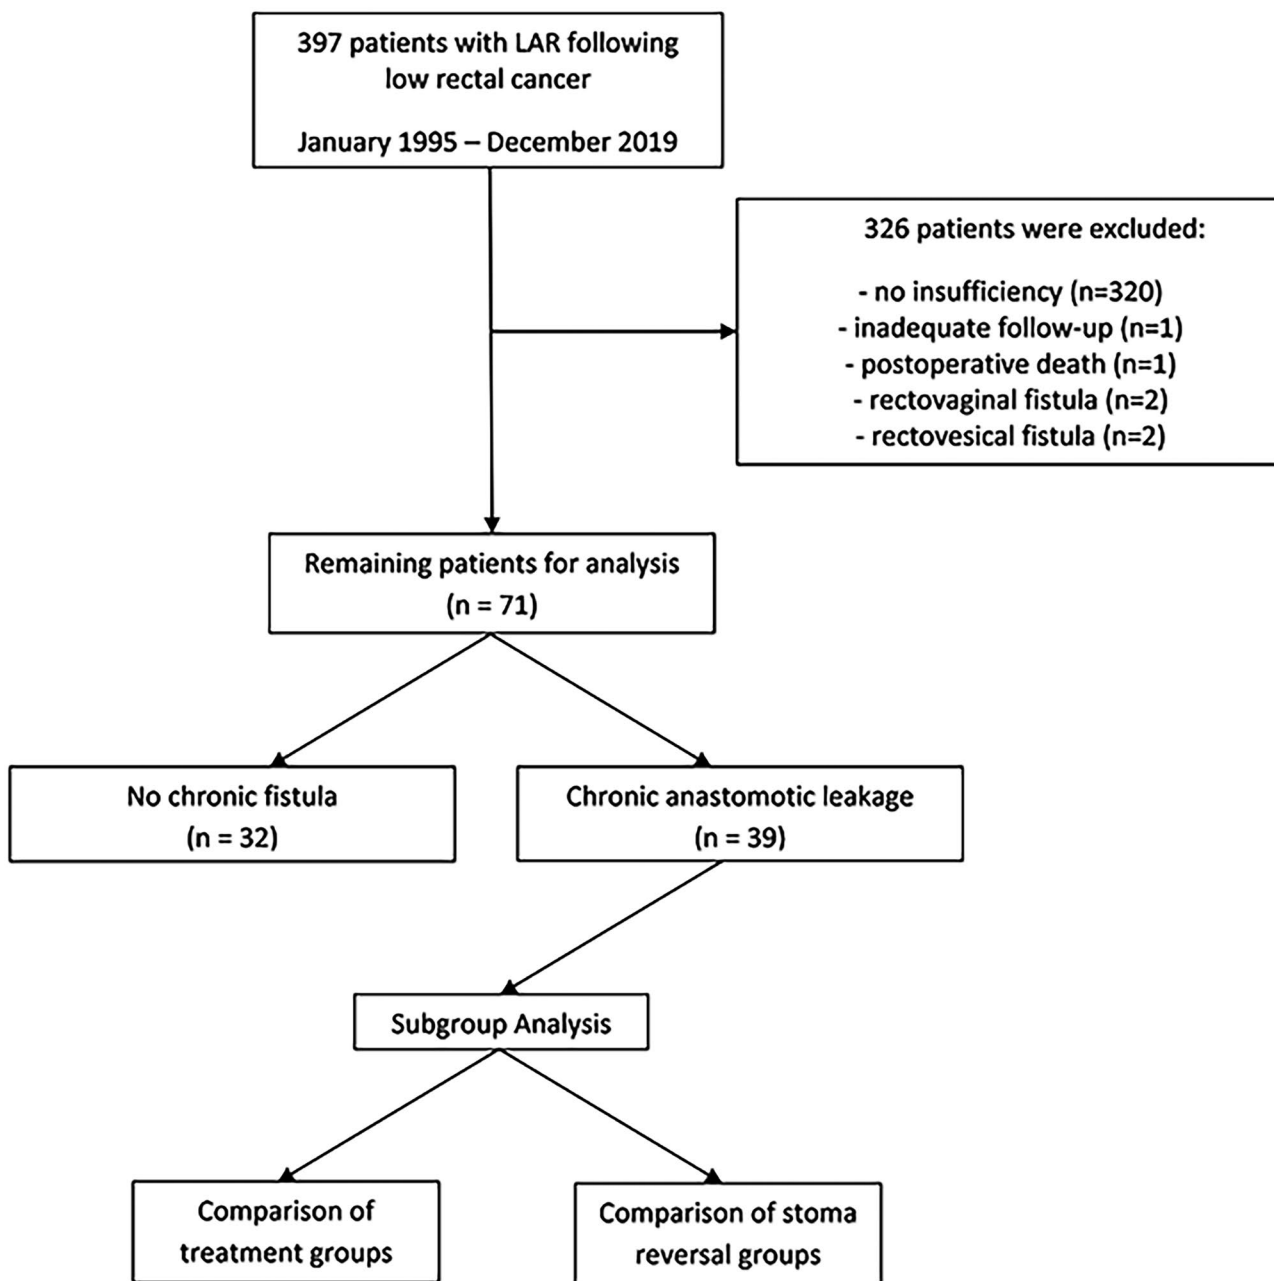 397 patients with LAR following
low rectal cancer
January 1995 – December 2019
326 patients were excluded:
- no insufficiency (n=320)
- inadequate follow-up (n=1)
- postoperative death (n=1)
- rectovaginal fistula (n=2)
- rectovesical fistula (n=2)
Remaining patients for analysis
(n = 71)
No chronic fistula
(n = 32)
Chronic anastomotic leakage
(n = 39)
Subgroup Analysis
Comparison of
treatment groups
Comparison of stoma
reversal groups